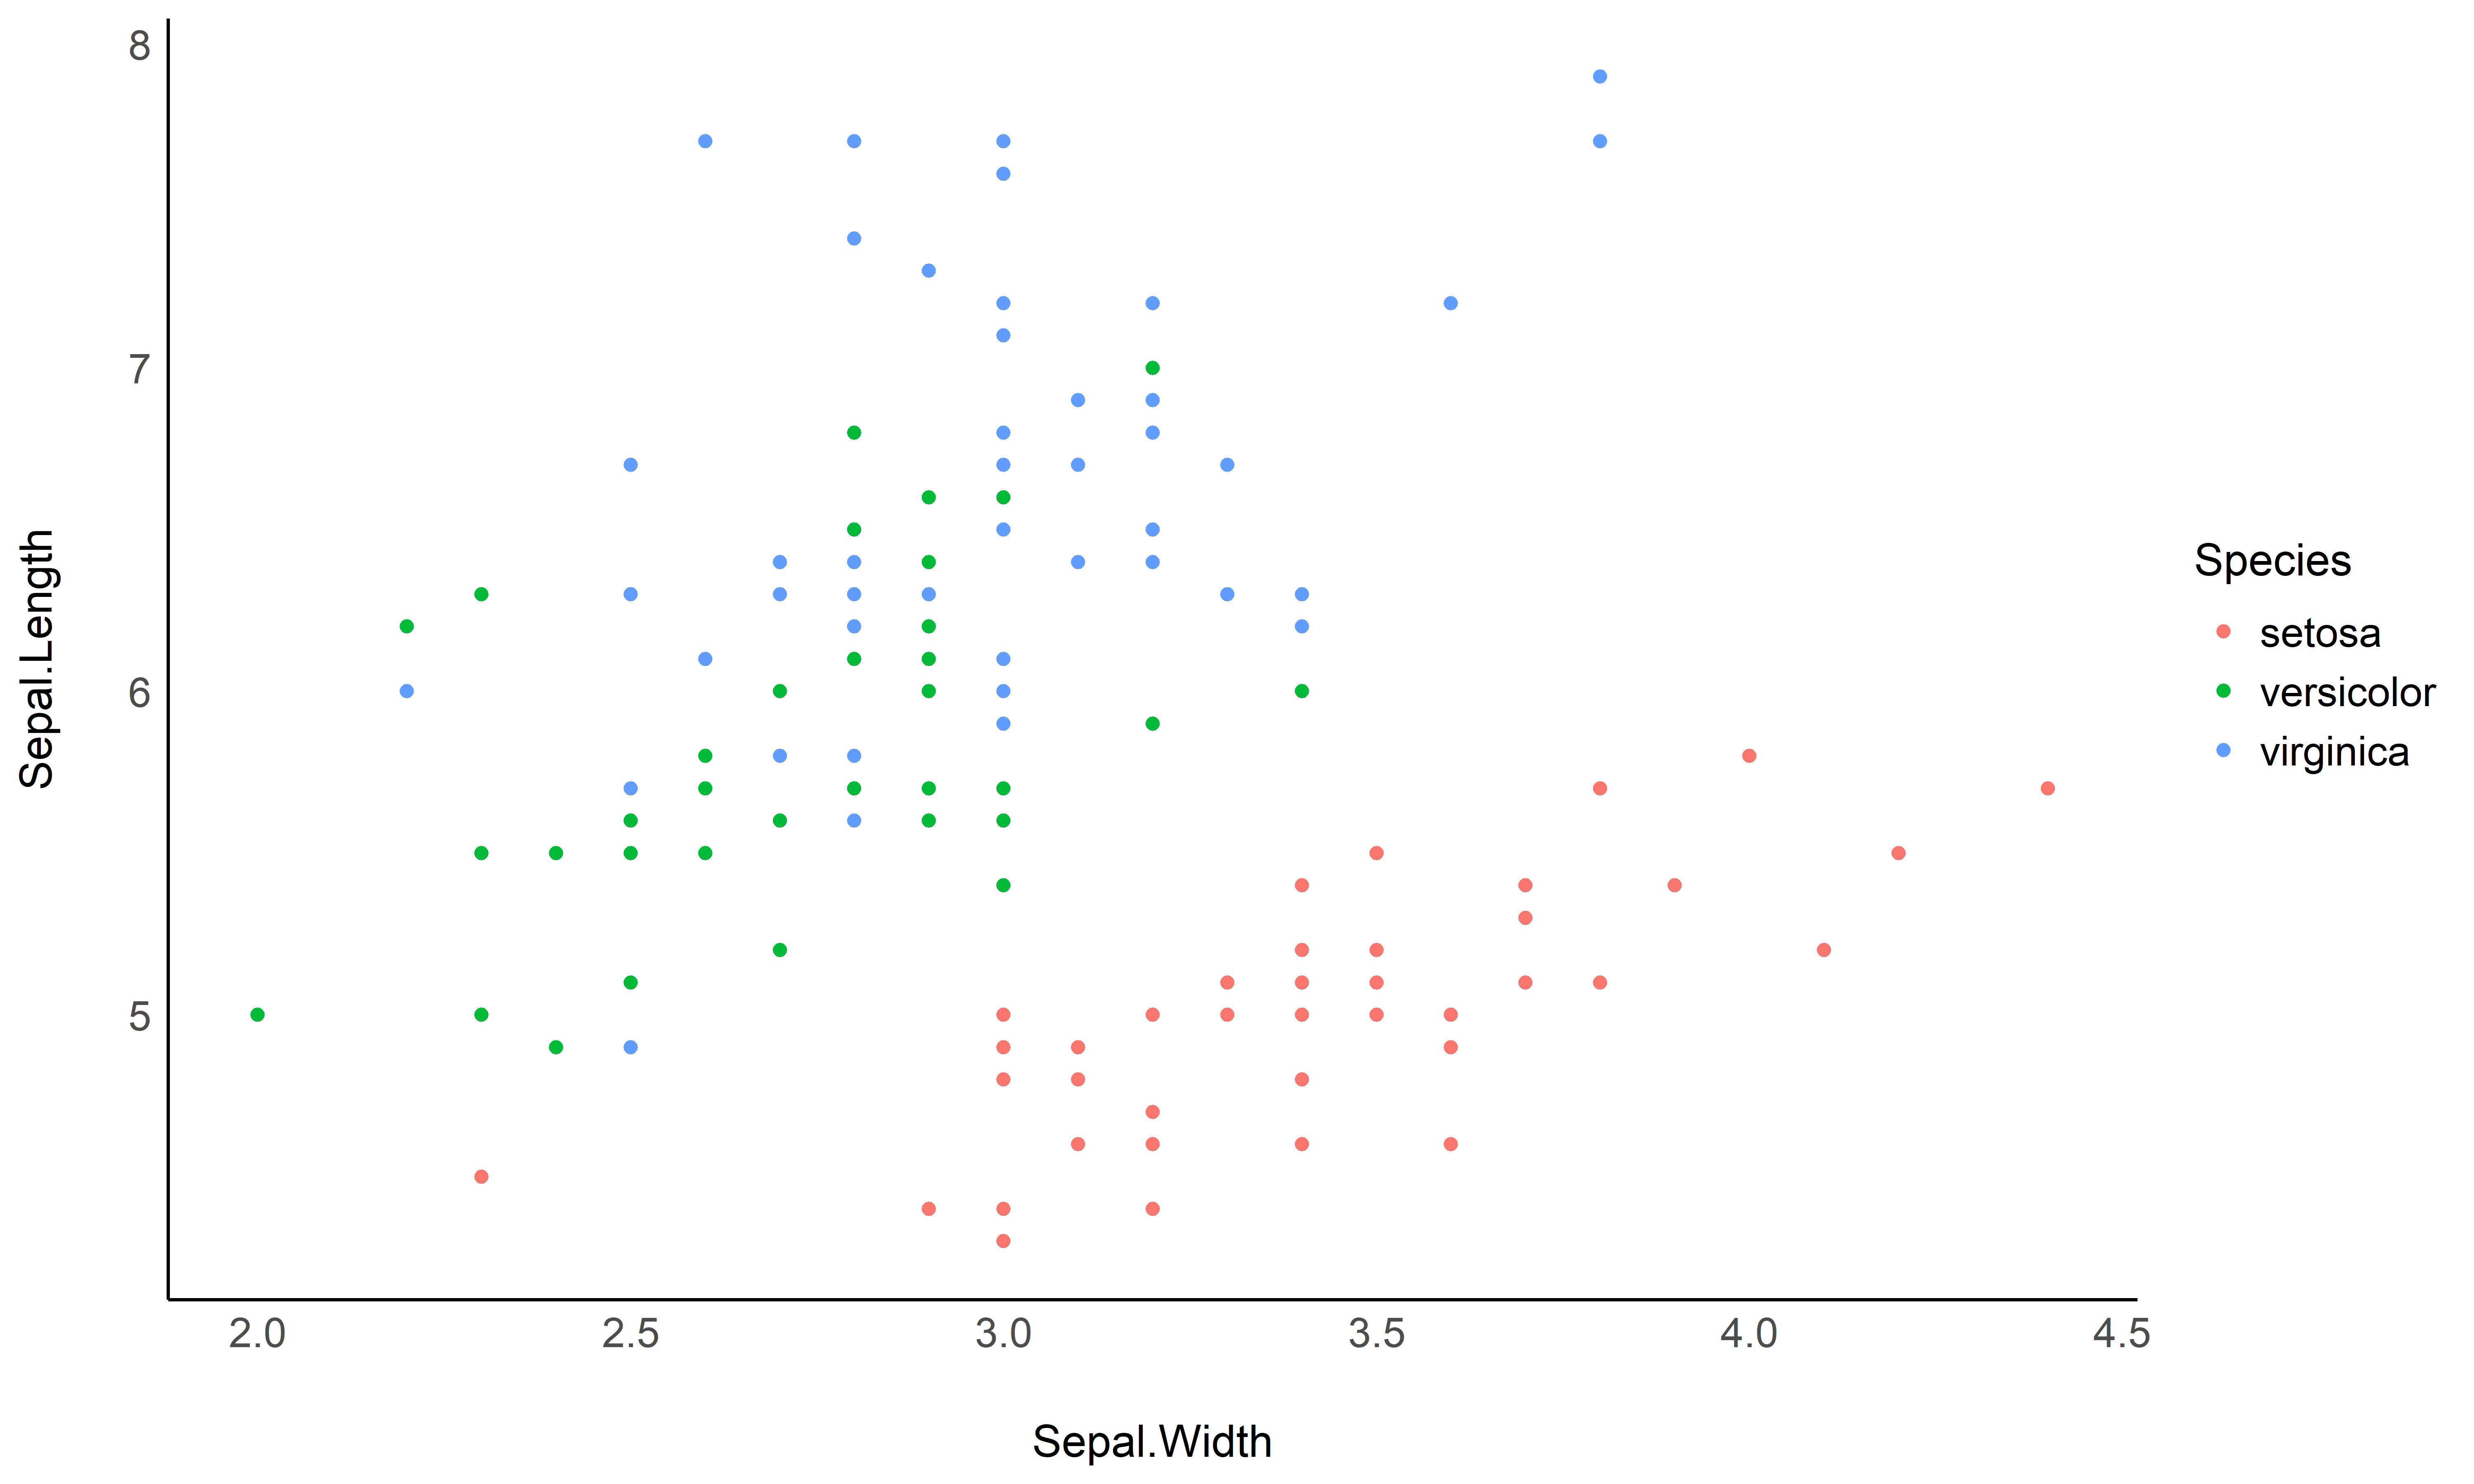 8
7
6
5
Sepal.Length
2.0 2.5 3.0 3.5 4.0 4.5
Sepal.Width
Species
setosa
versicolor
virginica